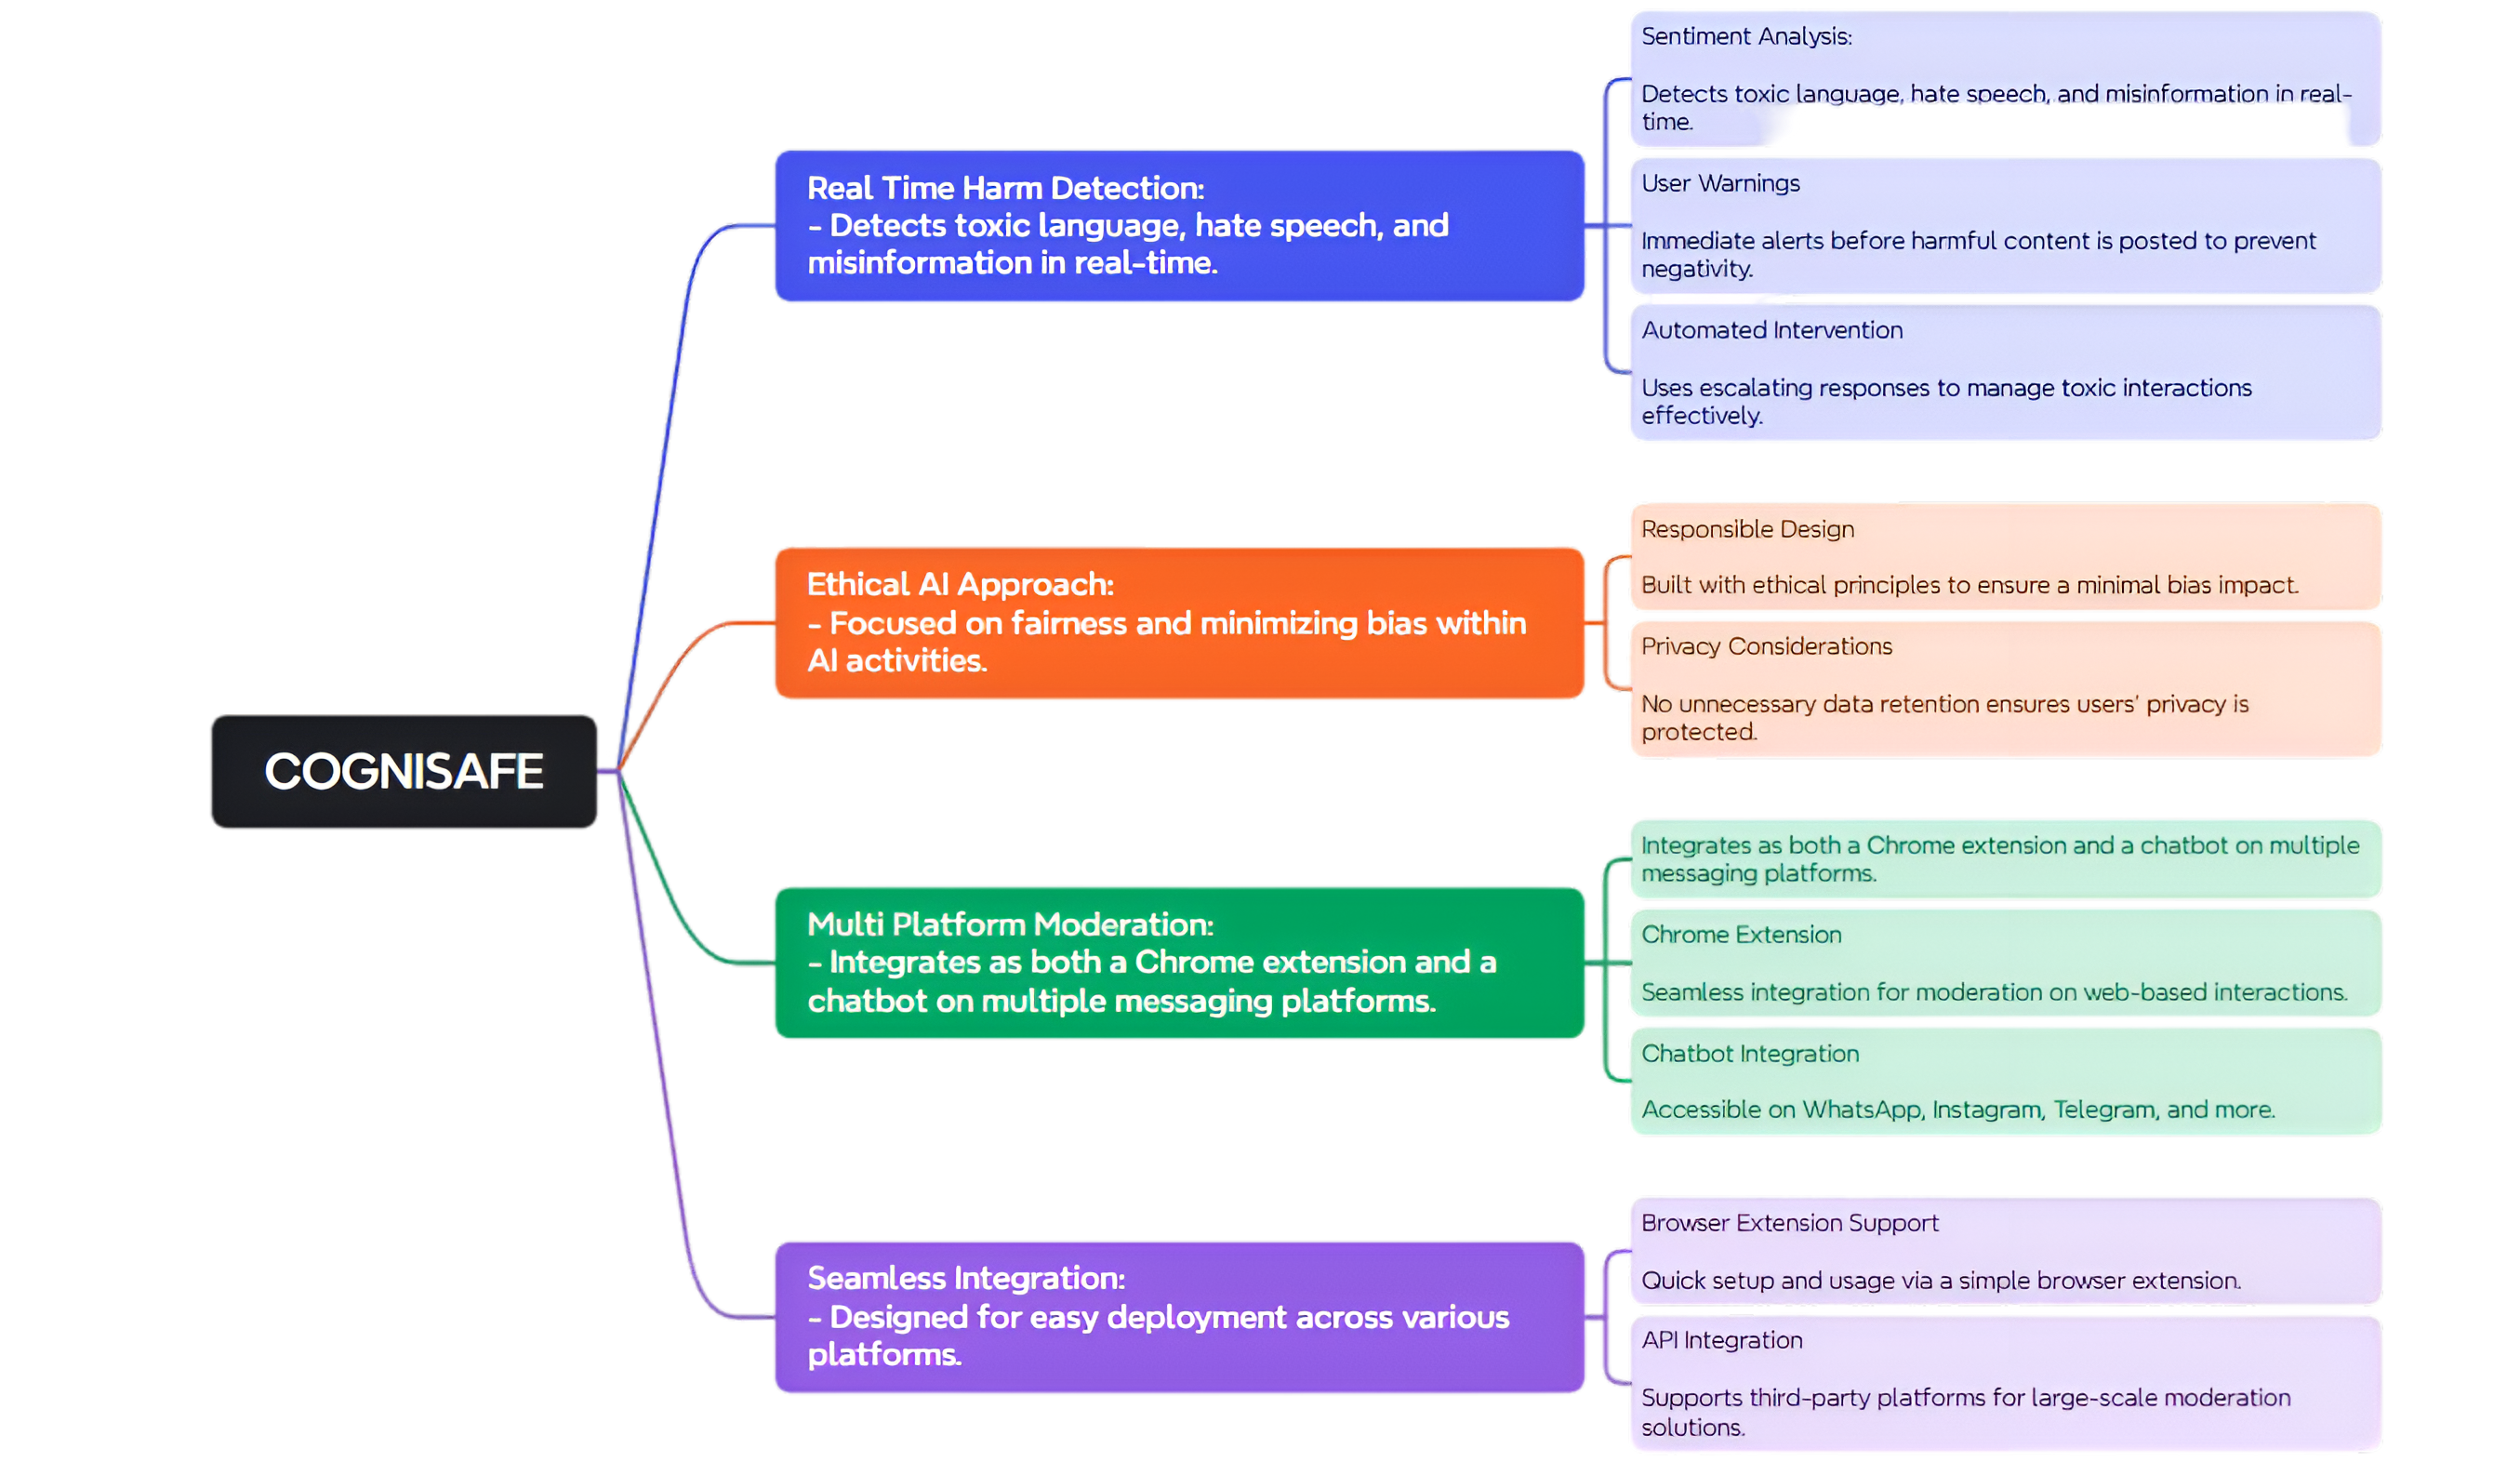 COGNISAFE
Real Time Harm Detection:
- Detects toxic language, hate speech, and
misinformation in real-time.
Sentiment Analysis:
Detects toxic language, hate speech, and misinformation in real-
time.
User Warnings
Immediate alerts before harmful content is posted to prevent
negativity.
Automated Intervention
Uses escalating responses to manage toxic interactions
effectively.
Ethical AI Approach:
- Focused on fairness and minimizing bias within
AI activities.
Responsible Design
Built with ethical principles to ensure a minimal bias impact.
Privacy Considerations
No unnecessary data retention ensures users' privacy is
protected.
Multi Platform Moderation:
- Integrates as both a Chrome extension and a
chatbot on multiple messaging platforms.
Integrates as both a Chrome extension and a chatbot on multiple
messaging platforms.
Chrome Extension
Seamless integration for moderation on web-based interactions.
Chatbot Integration
Accessible on WhatsApp, Instagram, Telegram, and more.
Seamless Integration:
- Designed for easy deployment across various
platforms.
Browser Extension Support
Quick setup and usage via a simple browser extension.
API Integration
Supports third-party platforms for large-scale moderation
solutions.